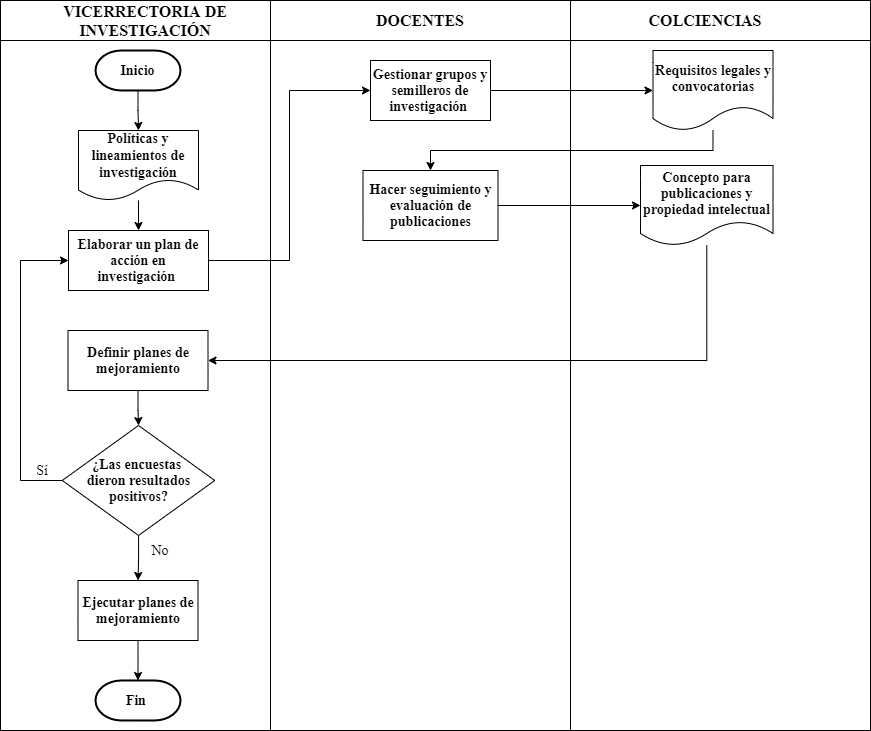 VICERRECTORIA DE
INVESTIGACIÓN
DOCENTES
COLCIENCIAS
Inicio
Políticas y
lineamientos de
investigación
Elaborar un plan de
acción en
investigación
Gestionar grupos y
semilleros de
investigación
Requisitos legales y
convocatorias
Hacer seguimiento y
evaluación de
publicaciones
Concepto para
publicaciones y
propiedad intelectual
Definir planes de
mejoramiento
¿Las encuestas
dieron resultados
positivos?
Sí
No
Ejecutar planes de
mejoramiento
Fin